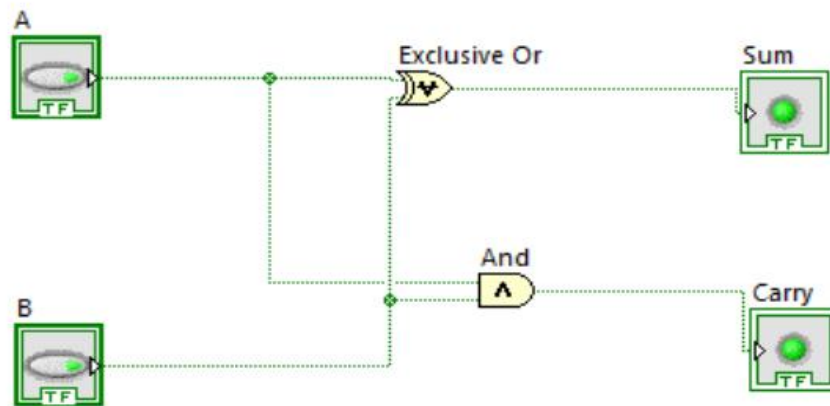 A
TF
Exclusive Or
Sum
TF
And
B
TF
Carry
TF